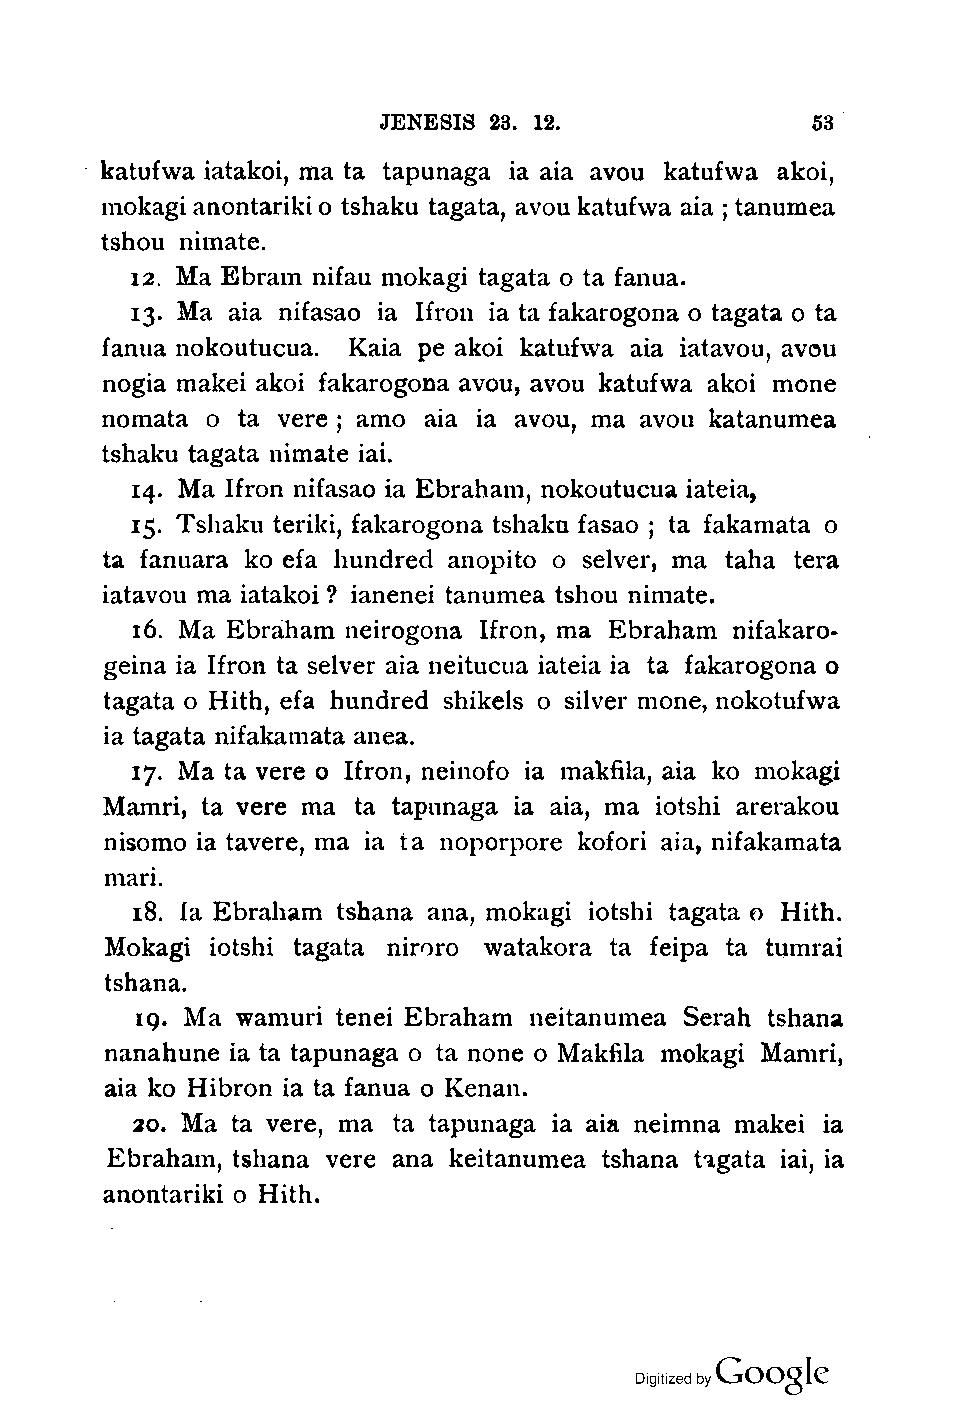 JENESIS 23. 12. 53
katufwa iatakoi, ma ta tapunaga ia aia avou katufwa akoi,
mokagi anontariki o tshaku tagata, avou katufwa aia ; tanumea
tshou nimate.
12. Ma Ebram nifau mokagi tagata o ta fanua.
13. Ma aia nifasao ia Ifron ia ta fakarogona o tagata o ta
fanua nokoutucua. Kaia pe akoi katufwa aia iatavou, avou
nogia makei akoi fakarogona avou, avou katufwa akoi mone
nomata o ta vere ; amo aia ia avou, ma avou katanumea
tshaku tagata nimate iai.
14. Ma Ifron nifasao ia Ebraham, nokoutucua iateia,
15. Tshaku teriki, fakarogona tshaku fasao ; ta fakamata o
ta fanuara ko efa hundred anopito o selver, ma taha tera
iatavou ma iatakoi ? ianenei tanumea tshou nimate.
16. Ma Ebraham neirogona Ifron, ma Ebraham nifakaro-
geina ia Ifron ta selver aia neitucua iateia ia ta fakarogona o
tagata o Hith, efa hundred shikels o silver mone, nokotufwa
ia tagata nifakamata anea.
17. Ma ta vere o Ifron, neinofo ia makfila, aia ko mokagi
Mamri, ta vere ma ta tapunaga ia aia, ma iotshi arerakou
nisomo ia tavere, ma ia ta noporpore kofori aia, nifakamata
mari.
18. Ia Ebraham tshana ana, mokagi iotshi tagata o Hith.
Mokagi iotshi tagata niroro watakora ta feipa ta tumrai
tshana.
19. Ma wamuri tenei Ebraham neitanumea Serah tshana
nanahune ia ta tapunaga o ta none o Makfila mokagi Mamri,
aia ko Hibron ia ta fanua o Kenan.
20. Ma ta vere, ma ta tapunaga ia aia neimna makei ia
Ebraham, tshana vere ana keitanumea tshana tagata iai, ia
anontariki o Hith.
Digitized by Google